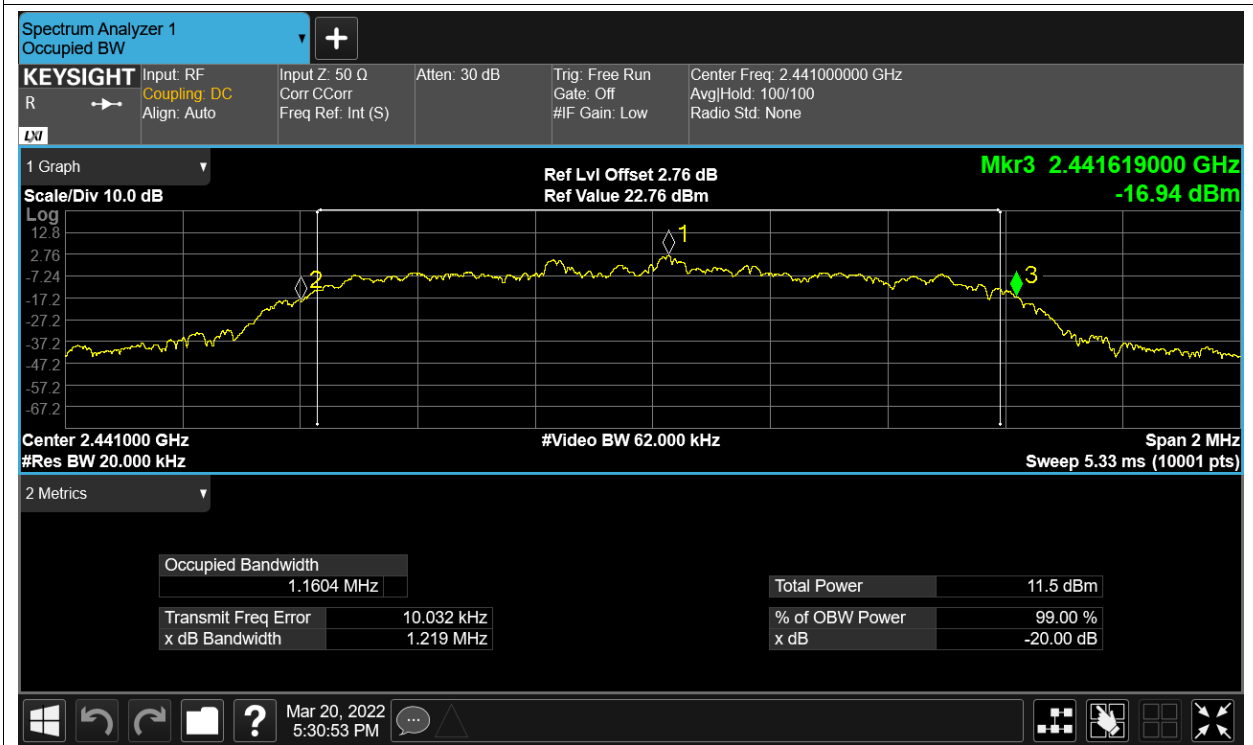 Spectrum Analyzer 1
Occupied BW
KEYSIGHT
R
LXI
Input: RF
Coupling: DC
Align: Auto
Input Z: 50 Ω
Corr CCorr
Freq Ref: Int (S)
Atten: 30 dB
Trig: Free Run
Gate: Off
#IF Gain: Low
Center Freq: 2.441000000 GHz
Avg|Hold: 100/100
Radio Std: None
1 Graph
Scale/Div 10.0 dB
Ref Lvl Offset 2.76 dB
Ref Value 22.76 dBm
Mkr3 2.441619000 GHz
-16.94 dBm
Log
12.8
2.76
-7.24
-17.2
-27.2
-37.2
-47.2
-57.2
-67.2
1
2
3
Center 2.441000 GHz
#Video BW 62.000 kHz
Span 2 MHz
#Res BW 20.000 kHz
Sweep 5.33 ms (10001 pts)
2 Metrics
Occupied Bandwidth
1.1604 MHz
Total Power 11.5 dBm
Transmit Freq Error 10.032 kHz
% of OBW Power 99.00 %
x dB Bandwidth 1.219 MHz
x dB -20.00 dB
?
Mar 20, 2022
5:30:53 PM